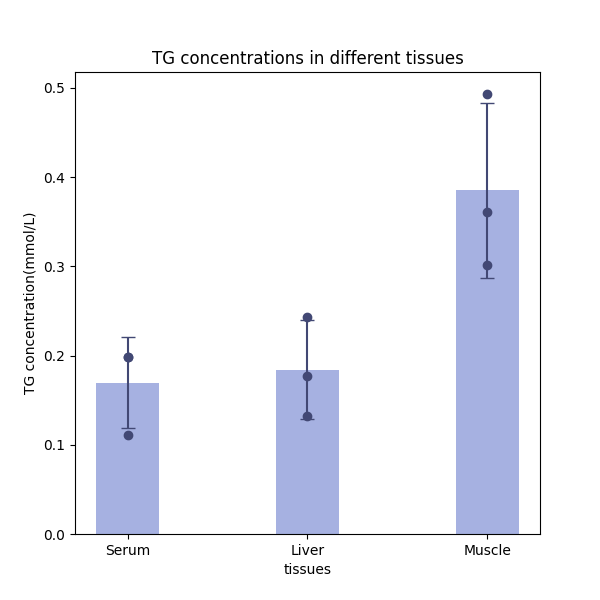 TG concentrations in different tissues
TG concentration(mmol/L)
0.5
0.4
0.3
0.2
0.1
0.0
Serum
Liver
Muscle
tissues